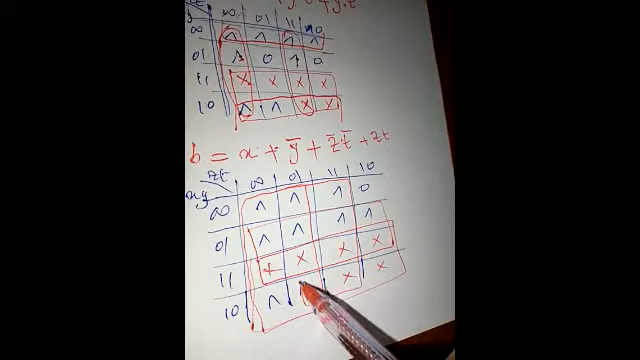 00 01 11 10
00 1 1 1 1
01 1 0 1 0
11 x x x x
10 1 1 x x
b = x + y̅ + z̅ t̅ + zt
zt
xy 00 01 11 10
00 1 1 1 0
01 1 1 1 1
11 x x x x
10 1 x x